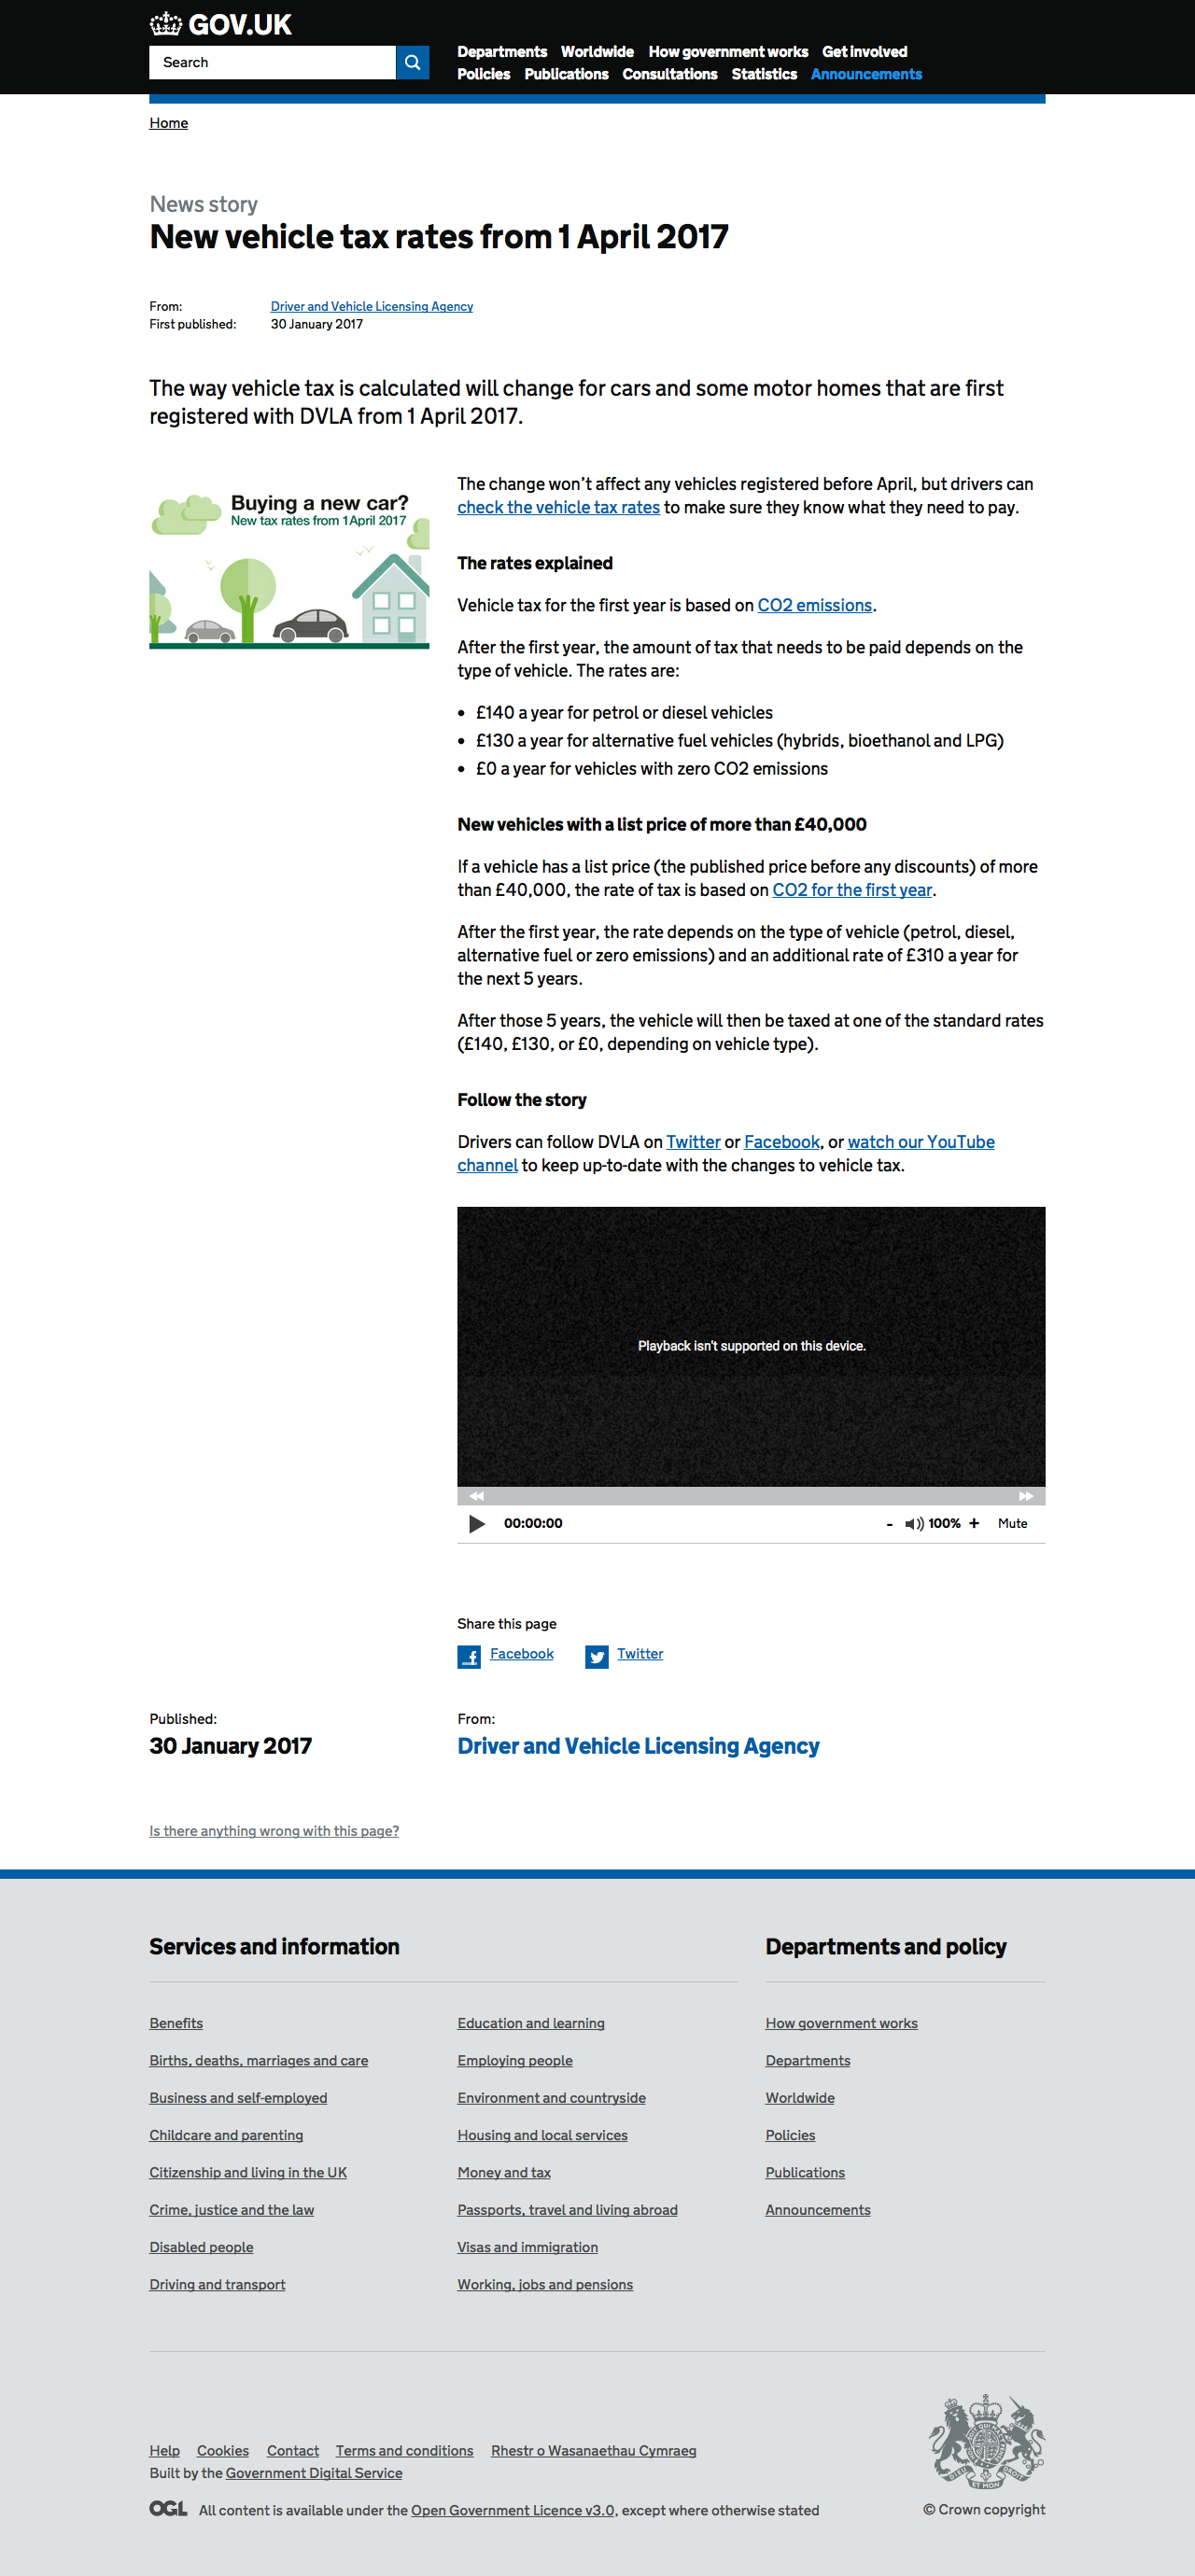 GOV.UK
Search
Departments Worldwide How government works Get involved
Policies Publications Consultations Statistics Announcements
Home
News story
New vehicle tax rates from 1 April 2017
From: Driver and Vehicle Licensing Agency
First published: 30 January 2017
The way vehicle tax is calculated will change for cars and some motor homes that are first
registered with DVLA from 1 April 2017.
Buying a new car?
New tax rates from 1 April 2017
The change won’t affect any vehicles registered before April, but drivers can
check the vehicle tax rates to make sure they know what they need to pay.
The rates explained
Vehicle tax for the first year is based on CO2 emissions.
After the first year, the amount of tax that needs to be paid depends on the
type of vehicle. The rates are:
• £140 a year for petrol or diesel vehicles
• £130 a year for alternative fuel vehicles (hybrids, bioethanol and LPG)
• £0 a year for vehicles with zero CO2 emissions
New vehicles with a list price of more than £40,000
If a vehicle has a list price (the published price before any discounts) of more
than £40,000, the rate of tax is based on CO2 for the first year.
After the first year, the rate depends on the type of vehicle (petrol, diesel,
alternative fuel or zero emissions) and an additional rate of £310 a year for
the next 5 years.
After those 5 years, the vehicle will then be taxed at one of the standard rates
(£140, £130, or £0, depending on vehicle type).
Follow the story
Drivers can follow DVLA on Twitter or Facebook, or watch our YouTube
channel to keep up-to-date with the changes to vehicle tax.
Playback isn't supported on this device.
00:00:00 - 100% + Mute
Share this page
Facebook Twitter
Published:
30 January 2017
From:
Driver and Vehicle Licensing Agency
Is there anything wrong with this page?
Services and information
Benefits
Births, deaths, marriages and care
Business and self-employed
Childcare and parenting
Citizenship and living in the UK
Crime, justice and the law
Disabled people
Driving and transport
Education and learning
Employing people
Environment and countryside
Housing and local services
Money and tax
Passports, travel and living abroad
Visas and immigration
Working, jobs and pensions
Departments and policy
How government works
Departments
Worldwide
Policies
Publications
Announcements
Help Cookies Contact Terms and conditions Rhestr o Wasanaethau Cymraeg
Built by the Government Digital Service
OGL All content is available under the Open Government Licence v3.0, except where otherwise stated
DIEU ET MON DROIT
© Crown copyright